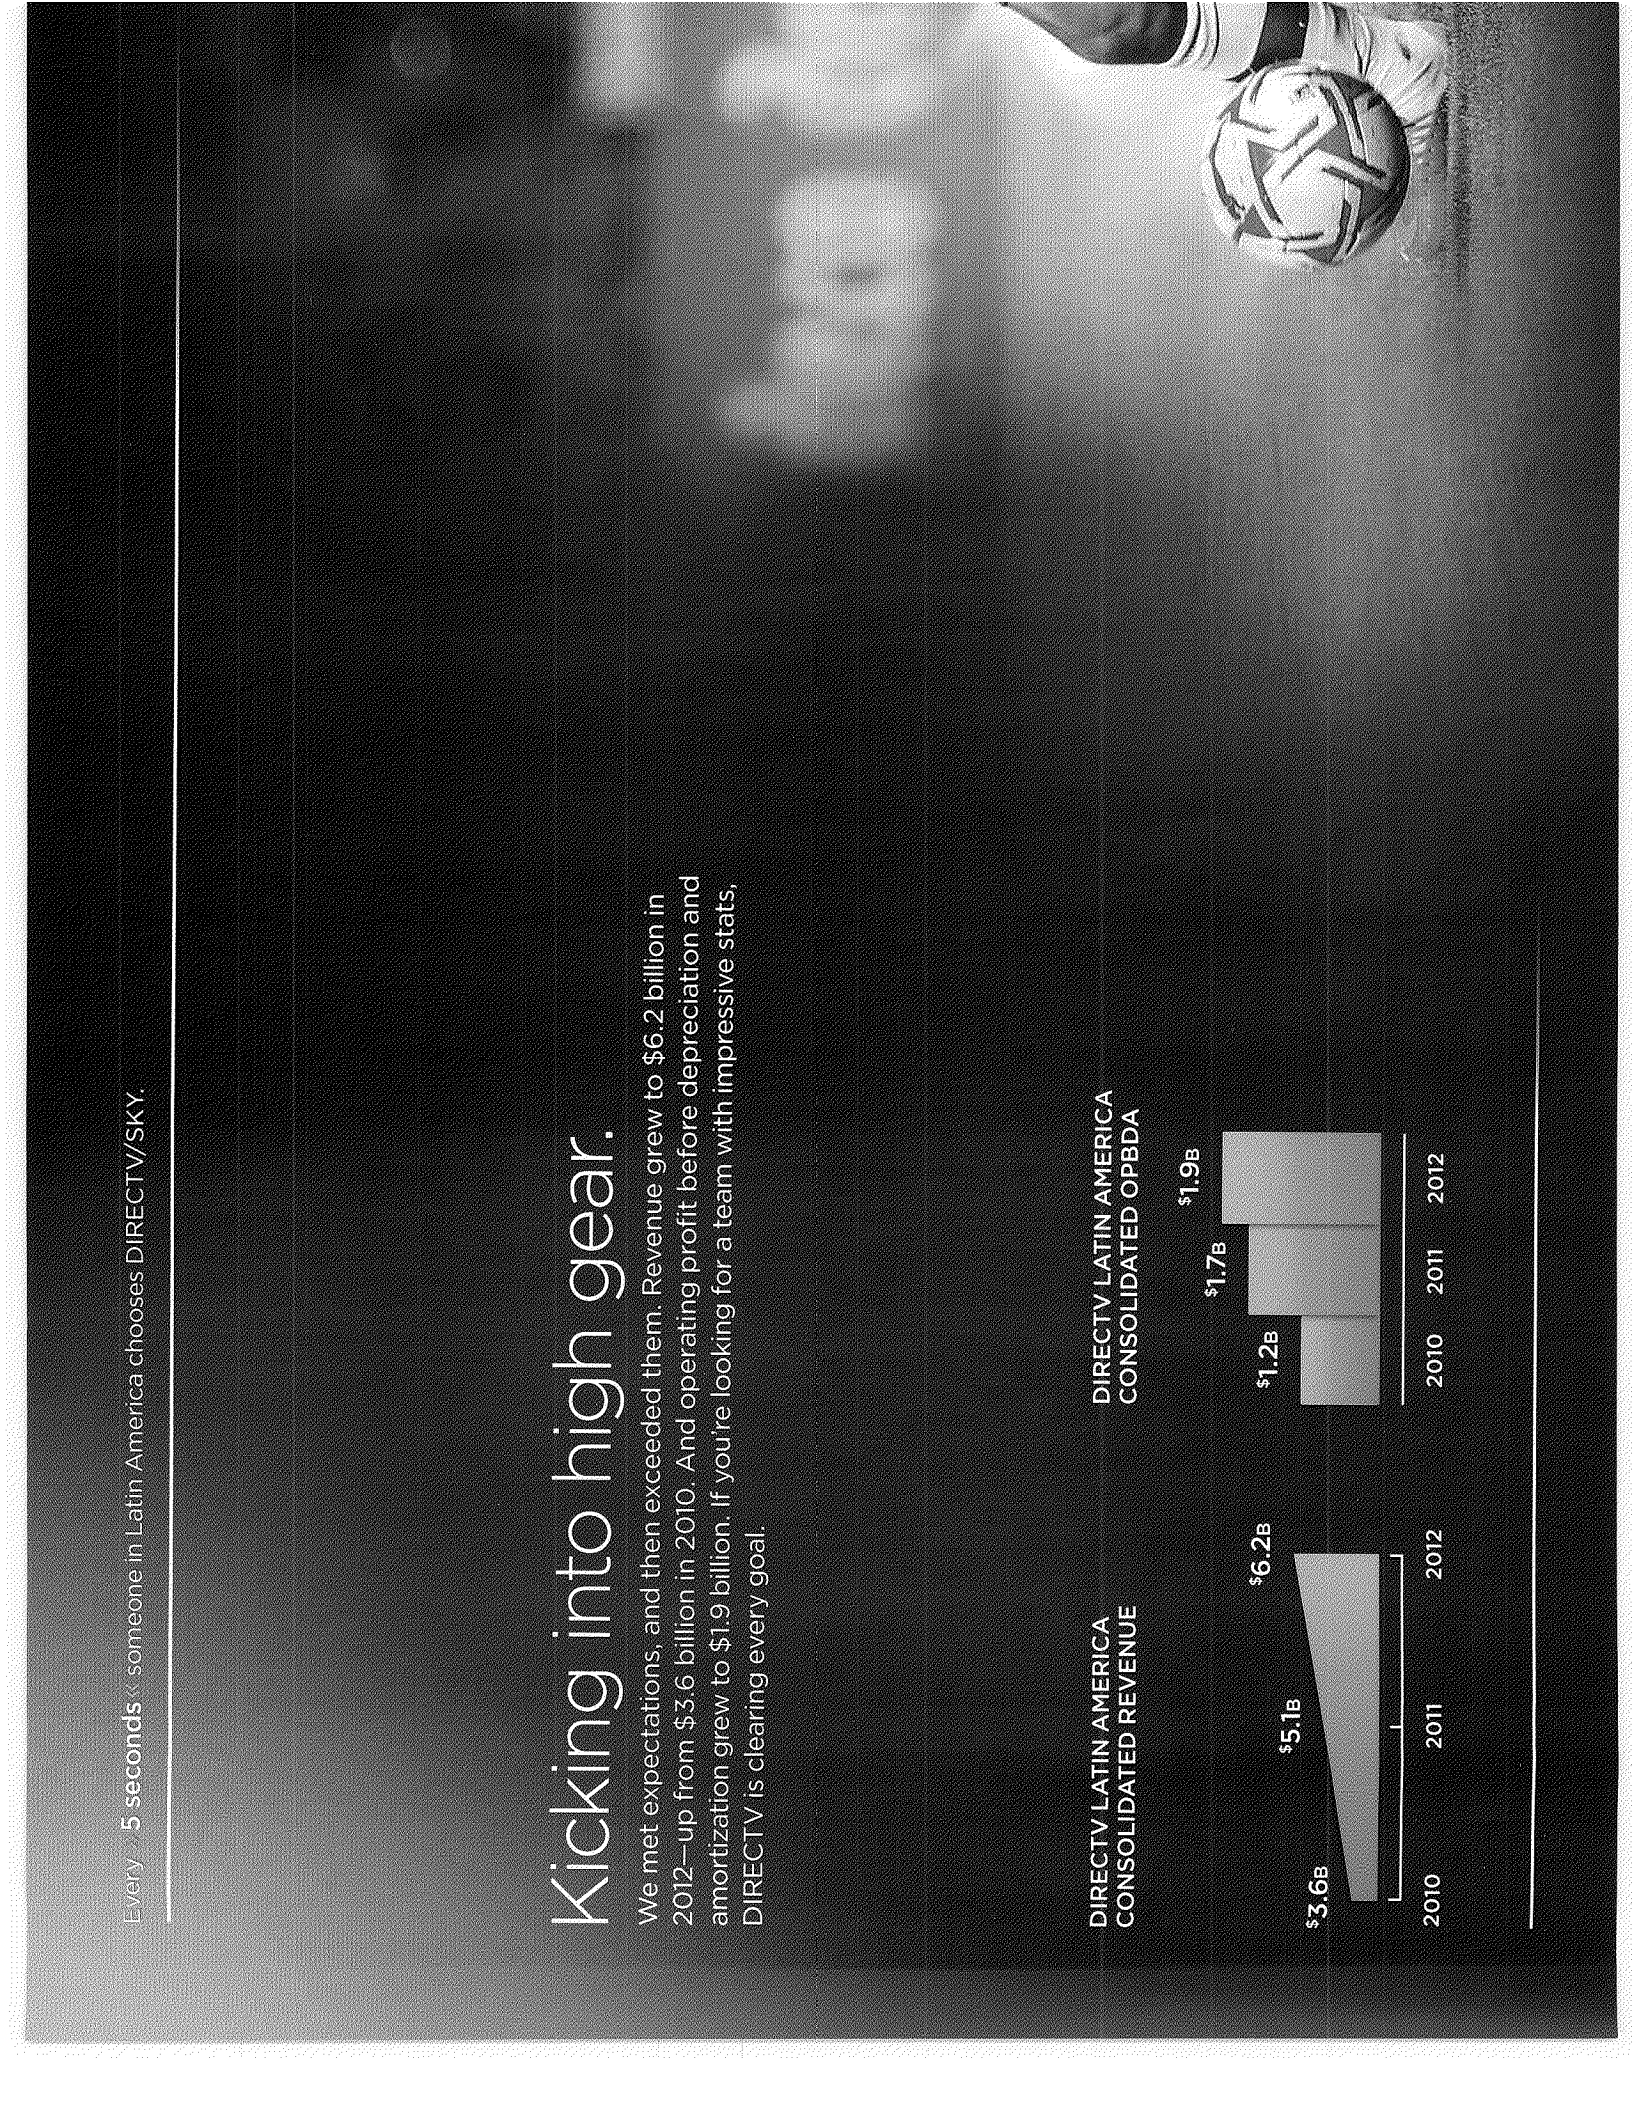 Every « 5 seconds « someone in Latin America chooses DIRECTV/SKY.
Kicking into high gear.
We met expectations, and then exceeded them. Revenue grew to $6.2 billion in
2012—up from $3.6 billion in 2010. And operating profit before depreciation and
amortization grew to $1.9 billion. If you're looking for a team with impressive stats,
DIRECTV is clearing every goal.
DIRECTV LATIN AMERICA
CONSOLIDATED REVENUE
$3.6B
$5.1B
$6.2B
2010
2011
2012
DIRECTV LATIN AMERICA
CONSOLIDATED OPBDA
$1.2B
$1.7B
$1.9B
2010
2011
2012